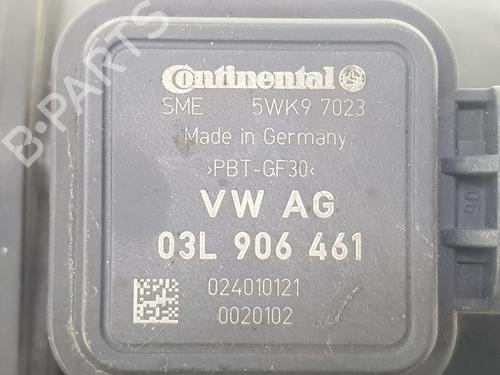 Continental
SME 5WK9 7023
Made in Germany
>PBT-GF30<
VW AG
03L 906 461
024010121
0020102
B-PARTS